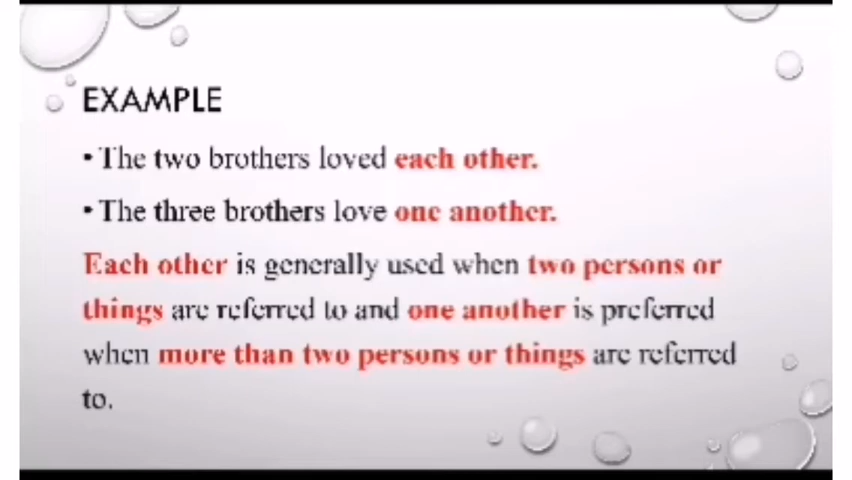 EXAMPLE
• The two brothers loved each other.
• The three brothers love one another.
Each other is generally used when two persons or
things are referred to and one another is preferred
when more than two persons or things are referred
to.